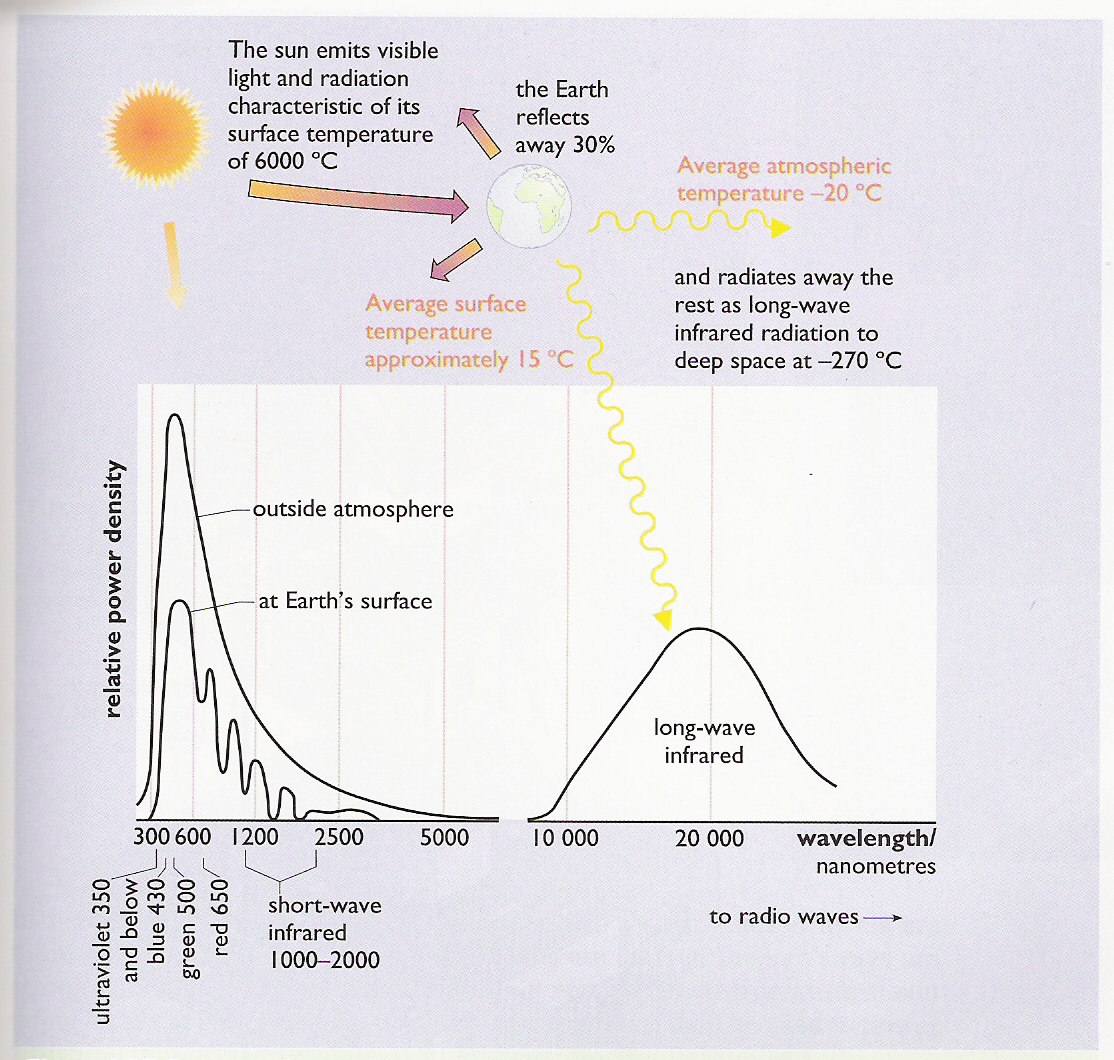 The sun emits visible
light and radiation
characteristic of its
surface temperature
of 6000 °C
the Earth
reflects
away 30%
Average atmospheric
temperature –20 °C
Average surface
temperature
approximately 15 °C
and radiates away the
rest as long-wave
infrared radiation to
deep space at –270 °C
relative power density
outside atmosphere
at Earth's surface
long-wave
infrared
300 600 1200 2500 5000 10 000 20 000 wavelength/
nanometres
ultraviolet 350
and below
blue 430
green 500
red 650
short-wave
infrared
1000–2000
to radio waves